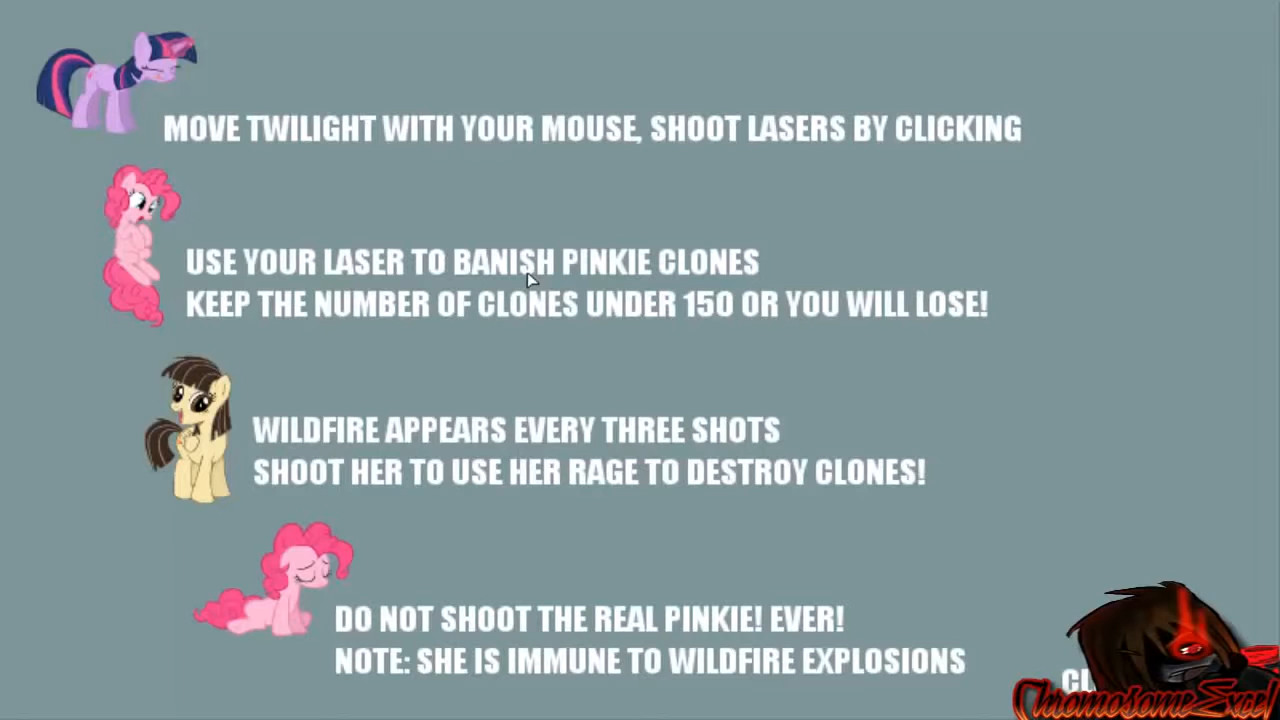 MOVE TWILIGHT WITH YOUR MOUSE, SHOOT LASERS BY CLICKING
USE YOUR LASER TO BANISH PINKIE CLONES
KEEP THE NUMBER OF CLONES UNDER 150 OR YOU WILL LOSE!
WILDFIRE APPEARS EVERY THREE SHOTS
SHOOT HER TO USE HER RAGE TO DESTROY CLONES!
DO NOT SHOOT THE REAL PINKIE! EVER!
NOTE: SHE IS IMMUNE TO WILDFIRE EXPLOSIONS
ChromosomeExcel